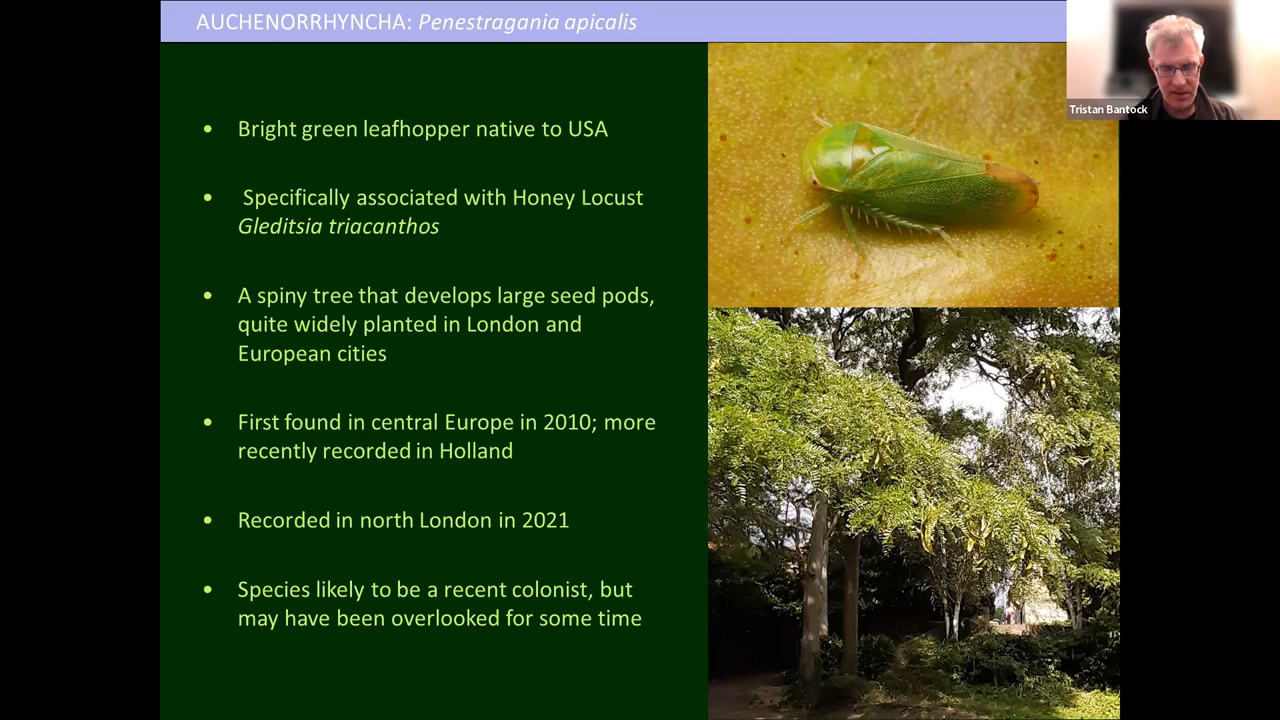 AUCHENORRHYNCHA: Penestragania apicalis
Tristan Bantock
• Bright green leafhopper native to USA
• Specifically associated with Honey Locust
Gleditsia triacanthos
• A spiny tree that develops large seed pods,
quite widely planted in London and
European cities
• First found in central Europe in 2010; more
recently recorded in Holland
• Recorded in north London in 2021
• Species likely to be a recent colonist, but
may have been overlooked for some time